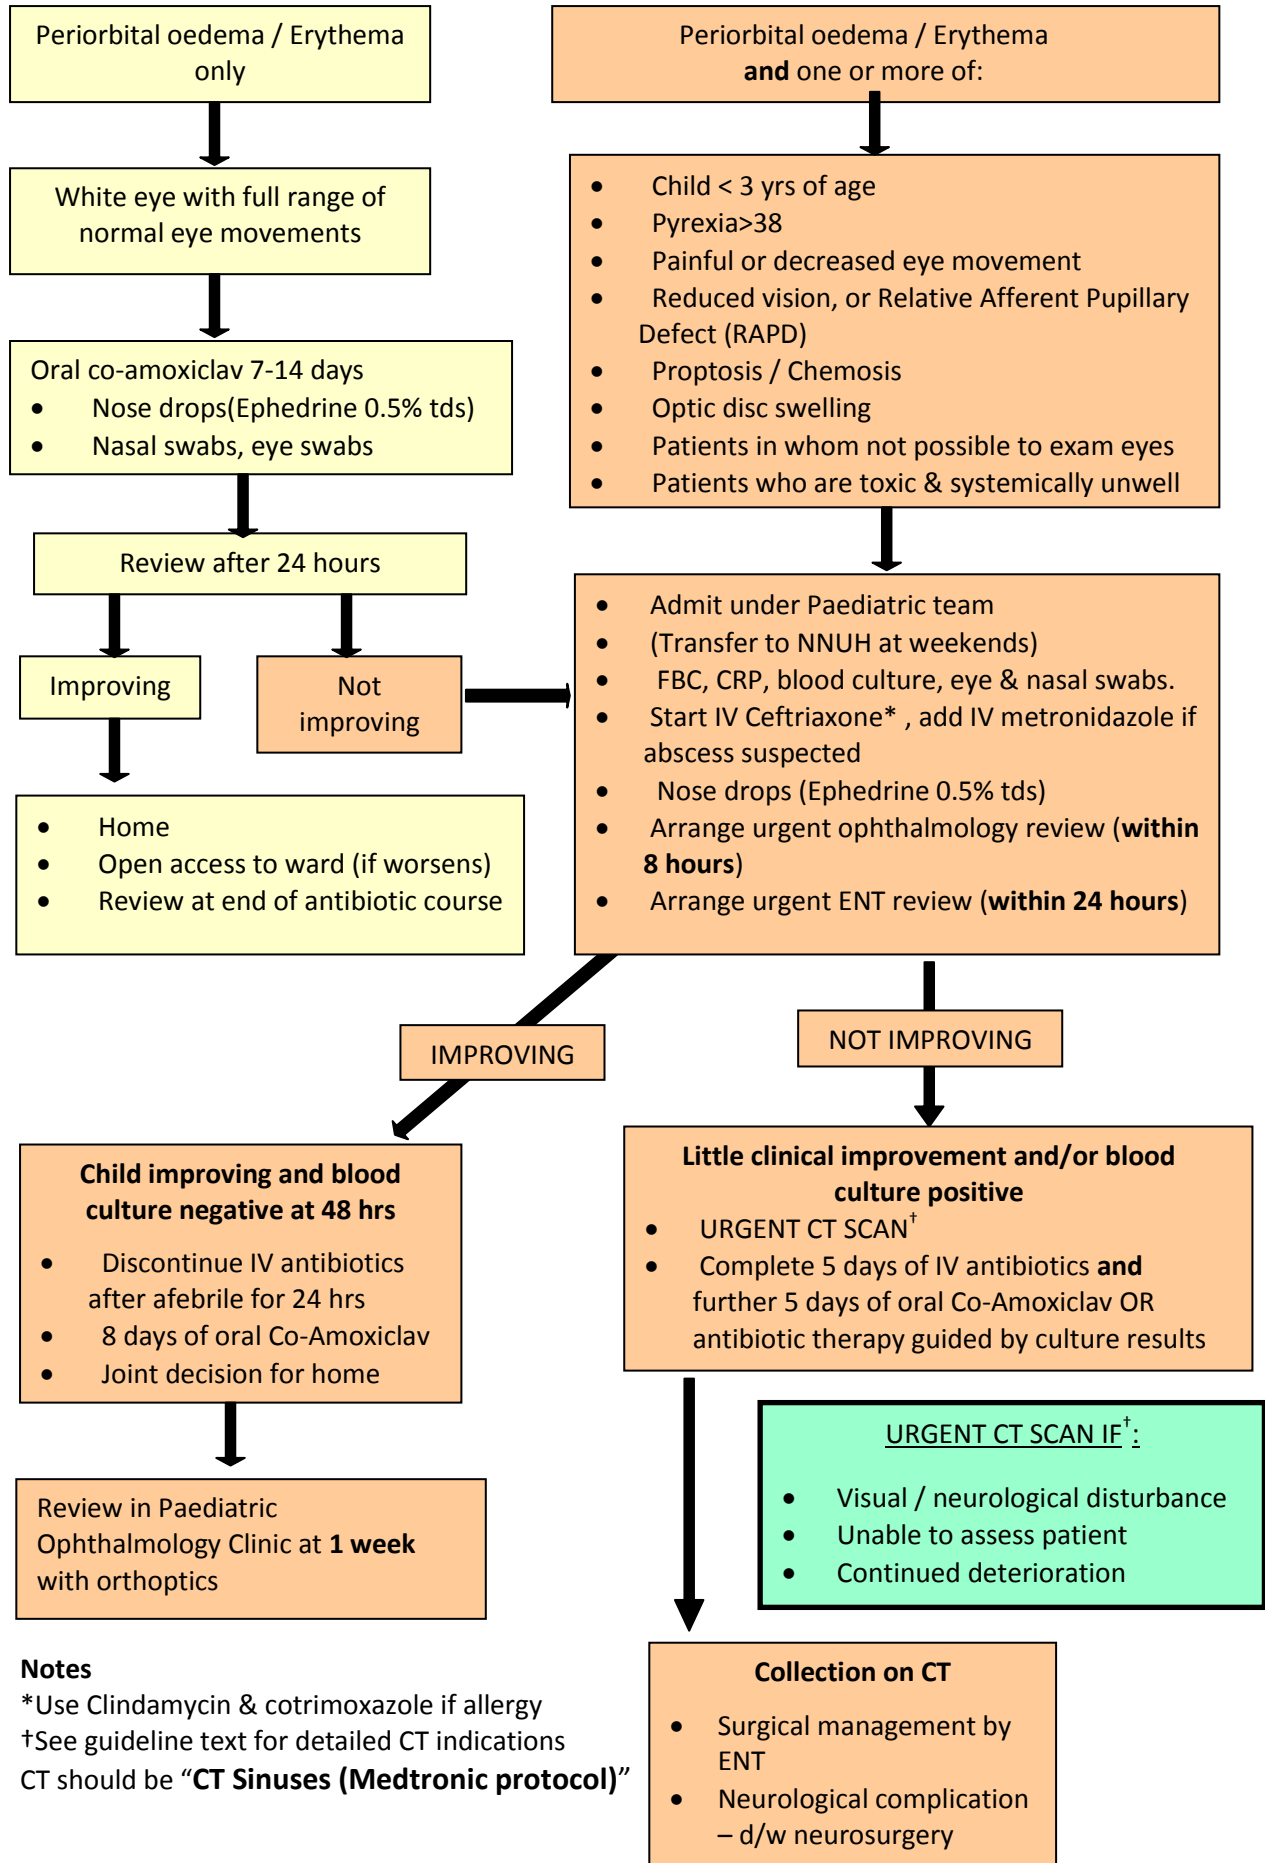 Periorbital oedema / Erythema
only
White eye with full range of
normal eye movements
Oral co-amoxiclav 7-14 days
• Nose drops(Ephedrine 0.5% tds)
• Nasal swabs, eye swabs
Review after 24 hours
Improving
Not
improving
• Home
• Open access to ward (if worsens)
• Review at end of antibiotic course
Periorbital oedema / Erythema
and one or more of:
• Child < 3 yrs of age
• Pyrexia>38
• Painful or decreased eye movement
• Reduced vision, or Relative Afferent Pupillary
Defect (RAPD)
• Proptosis / Chemosis
• Optic disc swelling
• Patients in whom not possible to exam eyes
• Patients who are toxic & systemically unwell
• Admit under Paediatric team
• (Transfer to NNUH at weekends)
• FBC, CRP, blood culture, eye & nasal swabs.
• Start IV Ceftriaxone* , add IV metronidazole if
abscess suspected
• Nose drops (Ephedrine 0.5% tds)
• Arrange urgent ophthalmology review (within
8 hours)
• Arrange urgent ENT review (within 24 hours)
IMPROVING
NOT IMPROVING
Child improving and blood
culture negative at 48 hrs
• Discontinue IV antibiotics
after afebrile for 24 hrs
• 8 days of oral Co-Amoxiclav
• Joint decision for home
Review in Paediatric
Ophthalmology Clinic at 1 week
with orthoptics
Little clinical improvement and/or blood
culture positive
• URGENT CT SCAN†
• Complete 5 days of IV antibiotics and
further 5 days of oral Co-Amoxiclav OR
antibiotic therapy guided by culture results
URGENT CT SCAN IF†:
• Visual / neurological disturbance
• Unable to assess patient
• Continued deterioration
Collection on CT
• Surgical management by
ENT
• Neurological complication
– d/w neurosurgery
Notes
*Use Clindamycin & cotrimoxazole if allergy
†See guideline text for detailed CT indications
CT should be “CT Sinuses (Medtronic protocol)”